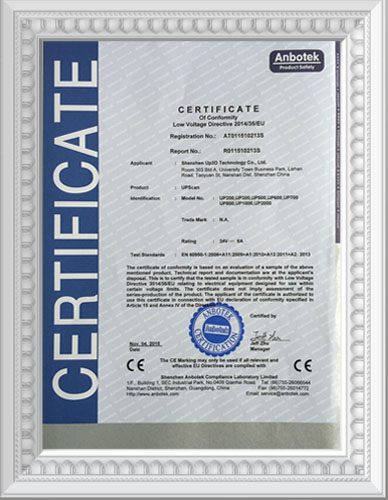 CERTIFICATE
Anbotek
Product Safety
CERTIFICATE
Of Conformity
Low Voltage Directive 2014/35/EU
Registration No.: AT011510213S
Report No.: R011510213S
Applicant : Shenzhen Up3D Technology Co., Ltd.
Room 303 Bld A, University Town Business Park, Lishan
Road, Taoyuan St, Nanshan Dist, Shenzhen China
Product : UPScan
Identification Model No. : UP200,UP300,UP500,UP600,UP700
UP800,UP1000,UP2000
Trade Mark : N.A.
Rating : 24V 6A
Test Standards : EN 60950-1:2006+A11:2009+A1:2010+A12:2011+A2: 2013
The certificate of conformity is based on an evaluation of a sample of the above
mentioned product. Technical report and documentation are at the applicant's
disposal. This is to certify that the tested sample is in conformity with Low Voltage
Directive 2014/35/EU relating to electrical equipment designed for use within
certain voltage limits. The certificate does not imply assessment of the
series-production of the product. The applicant of the certificate is authorized to
use this certificate in connection with EU declaration of conformity specified in
Article 15 and Annex IV of the Directive.
Certified by
ANBOTEK
Anbotek
Nov. 04, 2015
Jeff Zhu
Manager
CE
The CE Marking may only be used if all relevant and
effective EU Directives are complied with
CE
Shenzhen Anbotek Compliance Laboratory Limited
1/F., Building 1, SEC Industrial Park, No.0409 Qianhai Road, Tel (86)755-26066544
Nanshan District, Shenzhen, Guangdong, China Fax (86)755-26014772
www.anbotek.com Email: service@anbotek.com